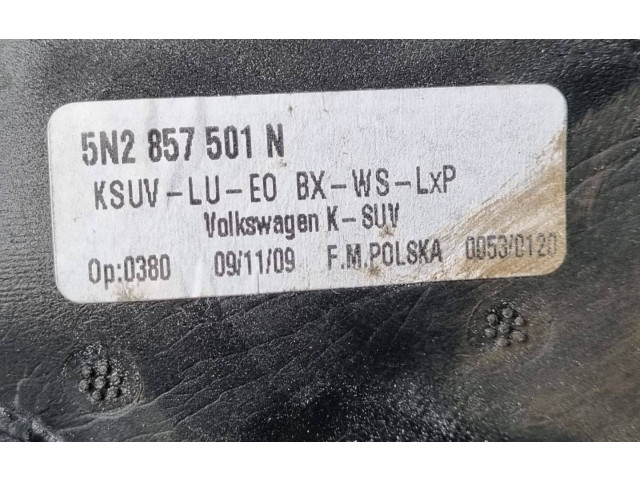 5N2 857 501 N
KSUV-LU-EO BX-WS-LxP
Volkswagen K-SUV
Op:0380 09/11/09 F.M.POLSKA 0053/0120